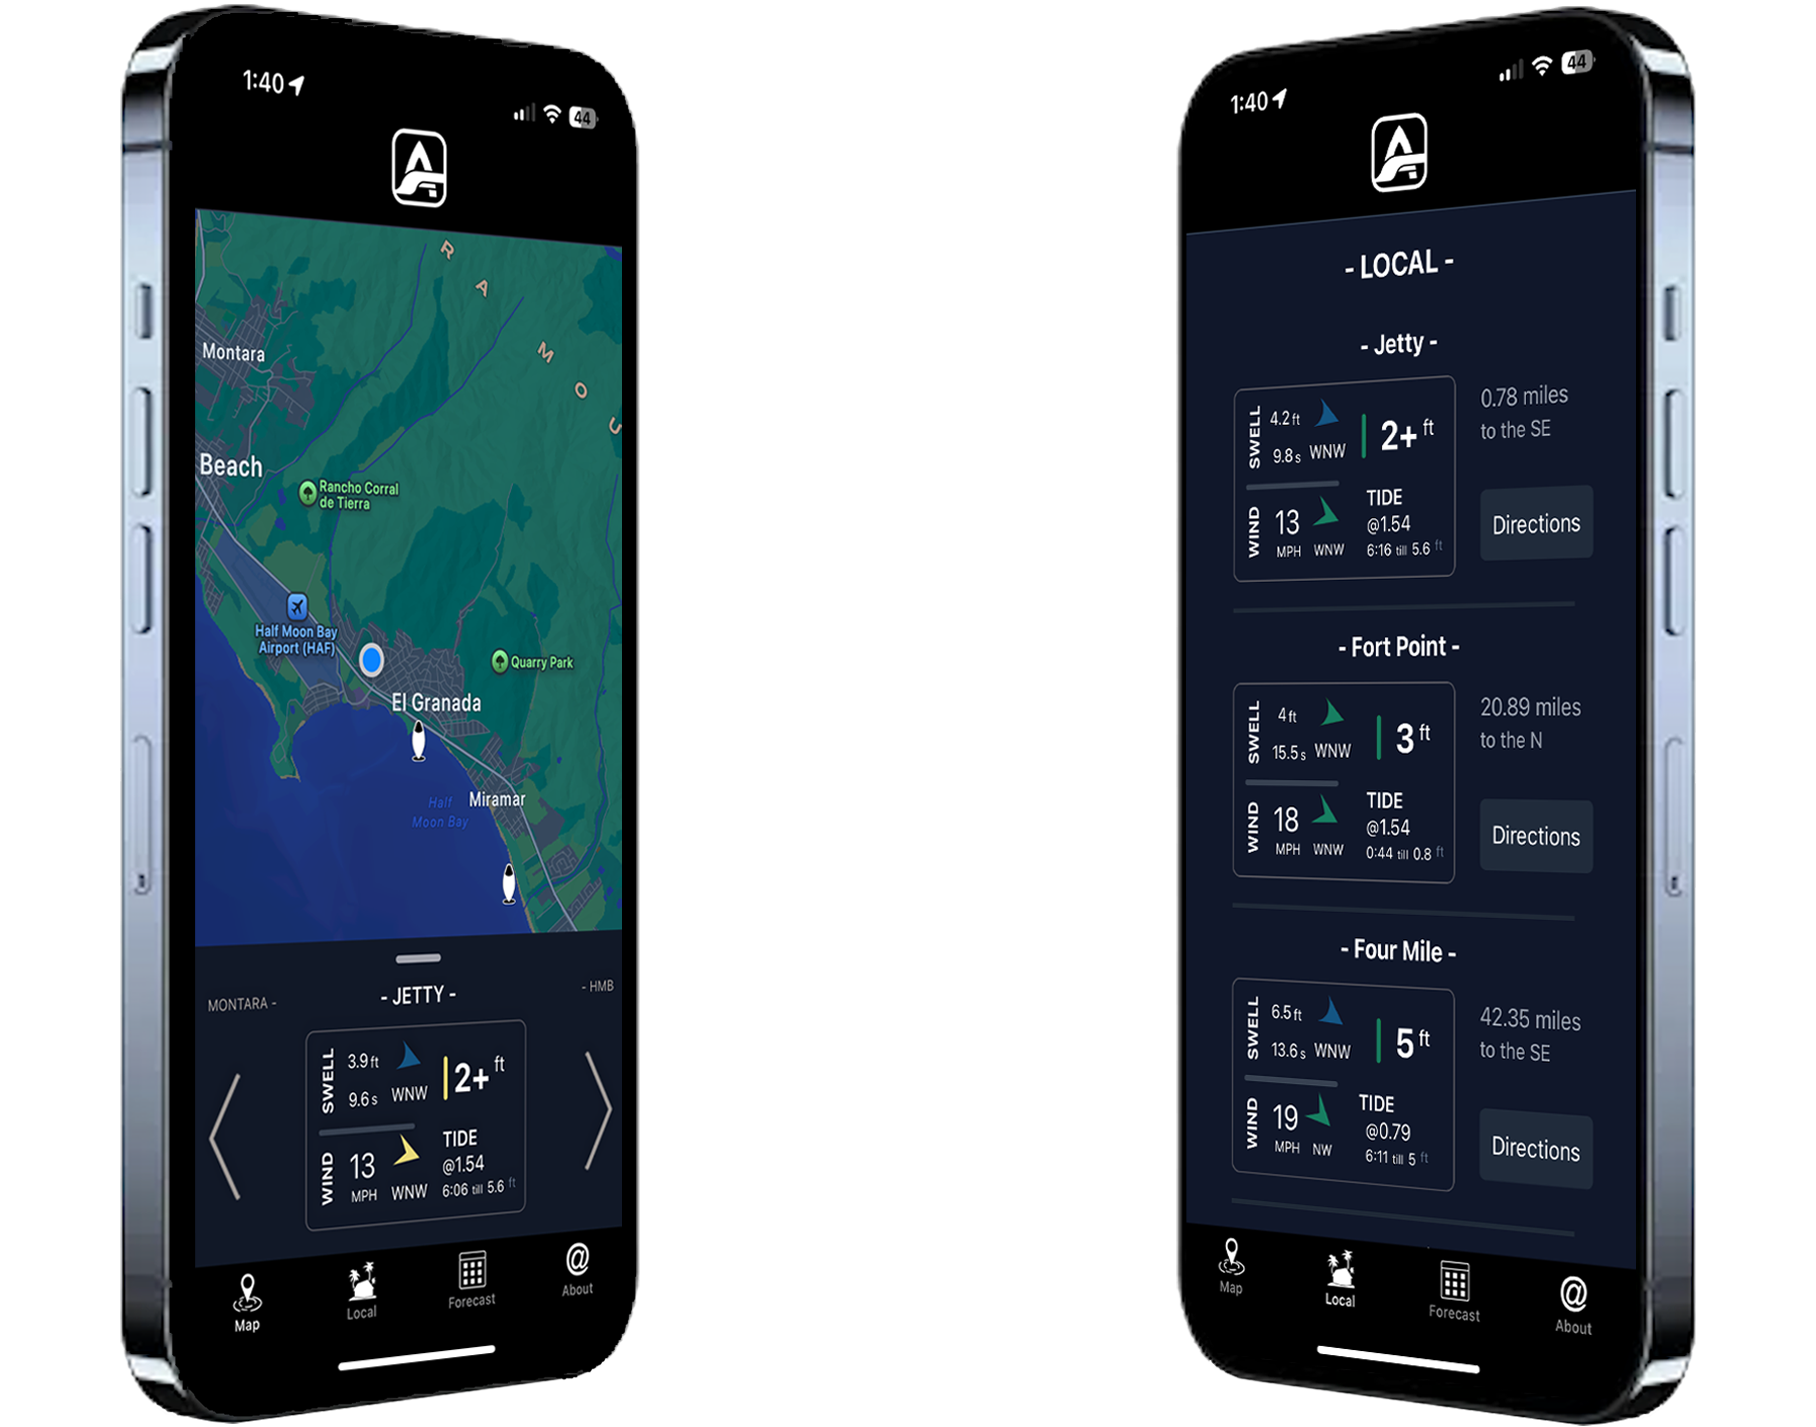 1:40
44
R
A
M
O
U
Montara
Beach
Rancho Corral
de Tierra
Half Moon Bay
Airport (HAF)
Quarry Park
El Granada
Half
Moon Bay
Miramar
MONTARA -
- JETTY -
- HMB
SWELL
3.9 ft
9.6 s
WNW
2+ ft
WIND
13
MPH
WNW
TIDE
@1.54
6:06 till 5.6 ft
Map
Local
Forecast
@
About
1:40
44
- LOCAL -
- Jetty -
SWELL
4.2 ft
9.8 s
WNW
2+ ft
WIND
13
MPH
WNW
TIDE
@1.54
6:16 till 5.6 ft
0.78 miles
to the SE
Directions
- Fort Point -
SWELL
4 ft
15.5 s
WNW
3 ft
WIND
18
MPH
WNW
TIDE
@1.54
0:44 till 0.8 ft
20.89 miles
to the N
Directions
- Four Mile -
SWELL
6.5 ft
13.6 s
WNW
5 ft
WIND
19
MPH
NW
TIDE
@0.79
6:11 till 5 ft
42.35 miles
to the SE
Directions
Map
Local
Forecast
@
About